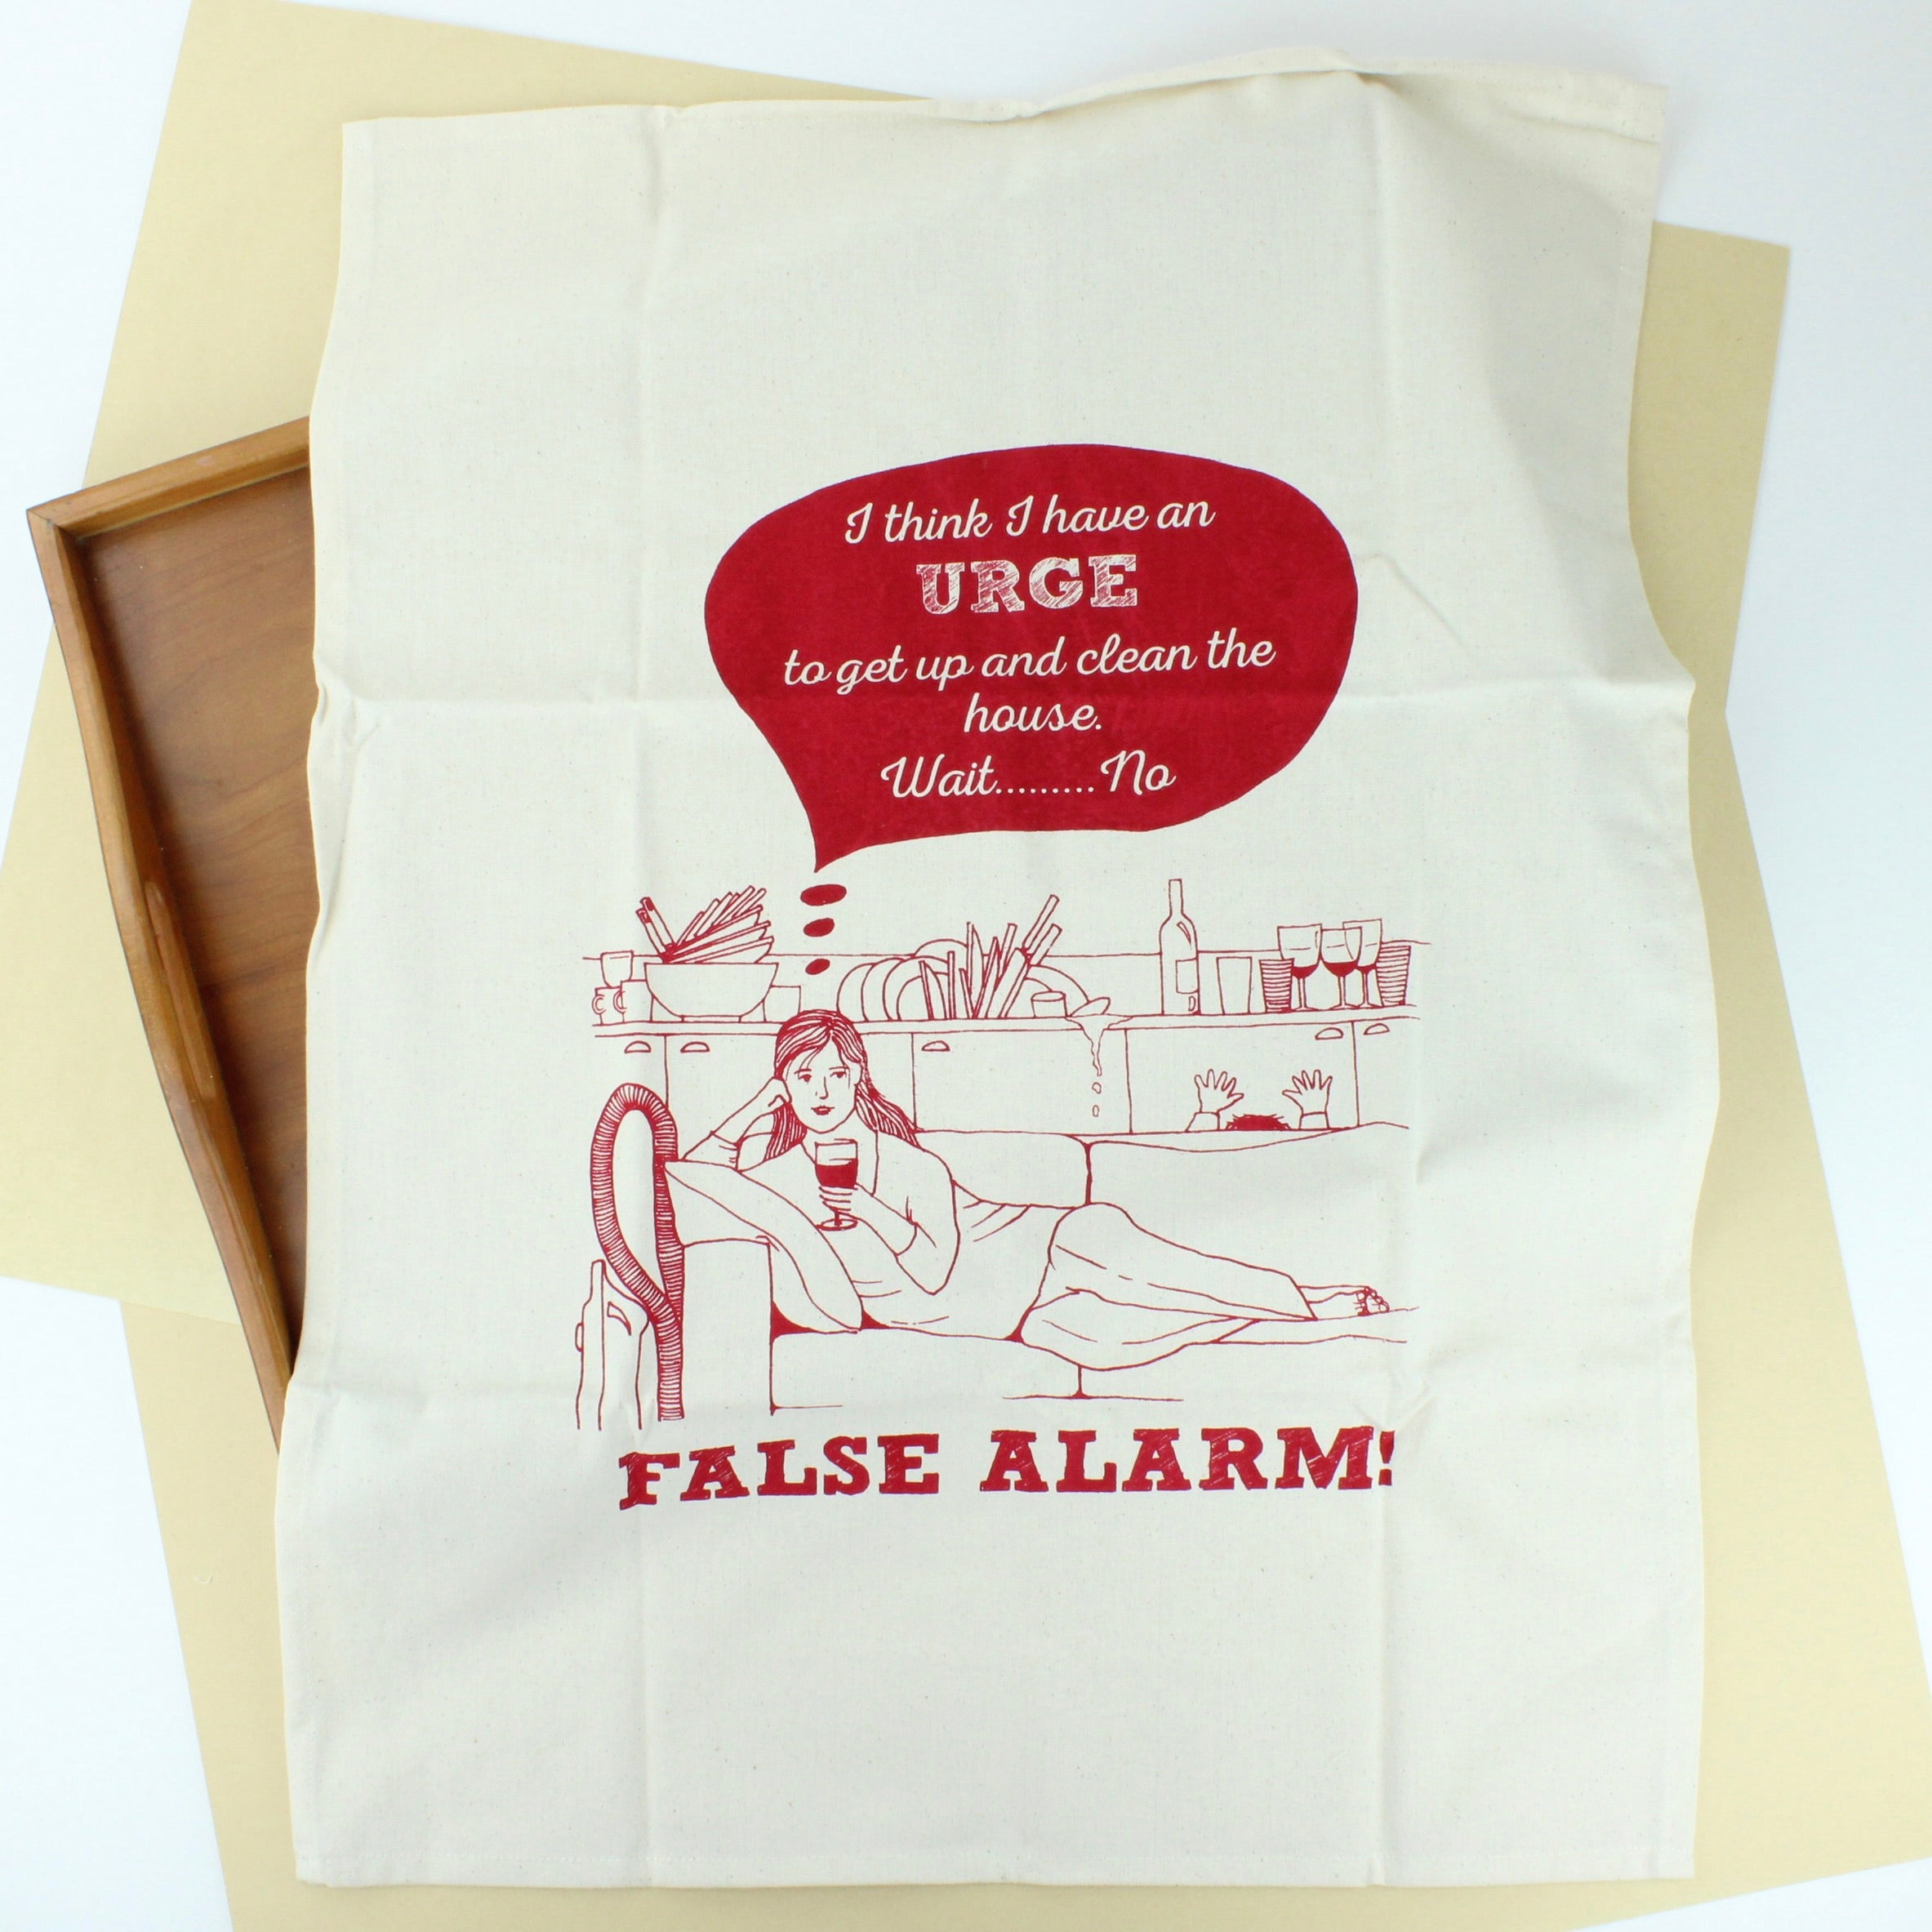 I think I have an
URGE
to get up and clean the
house.
Wait.........No
FALSE ALARM!